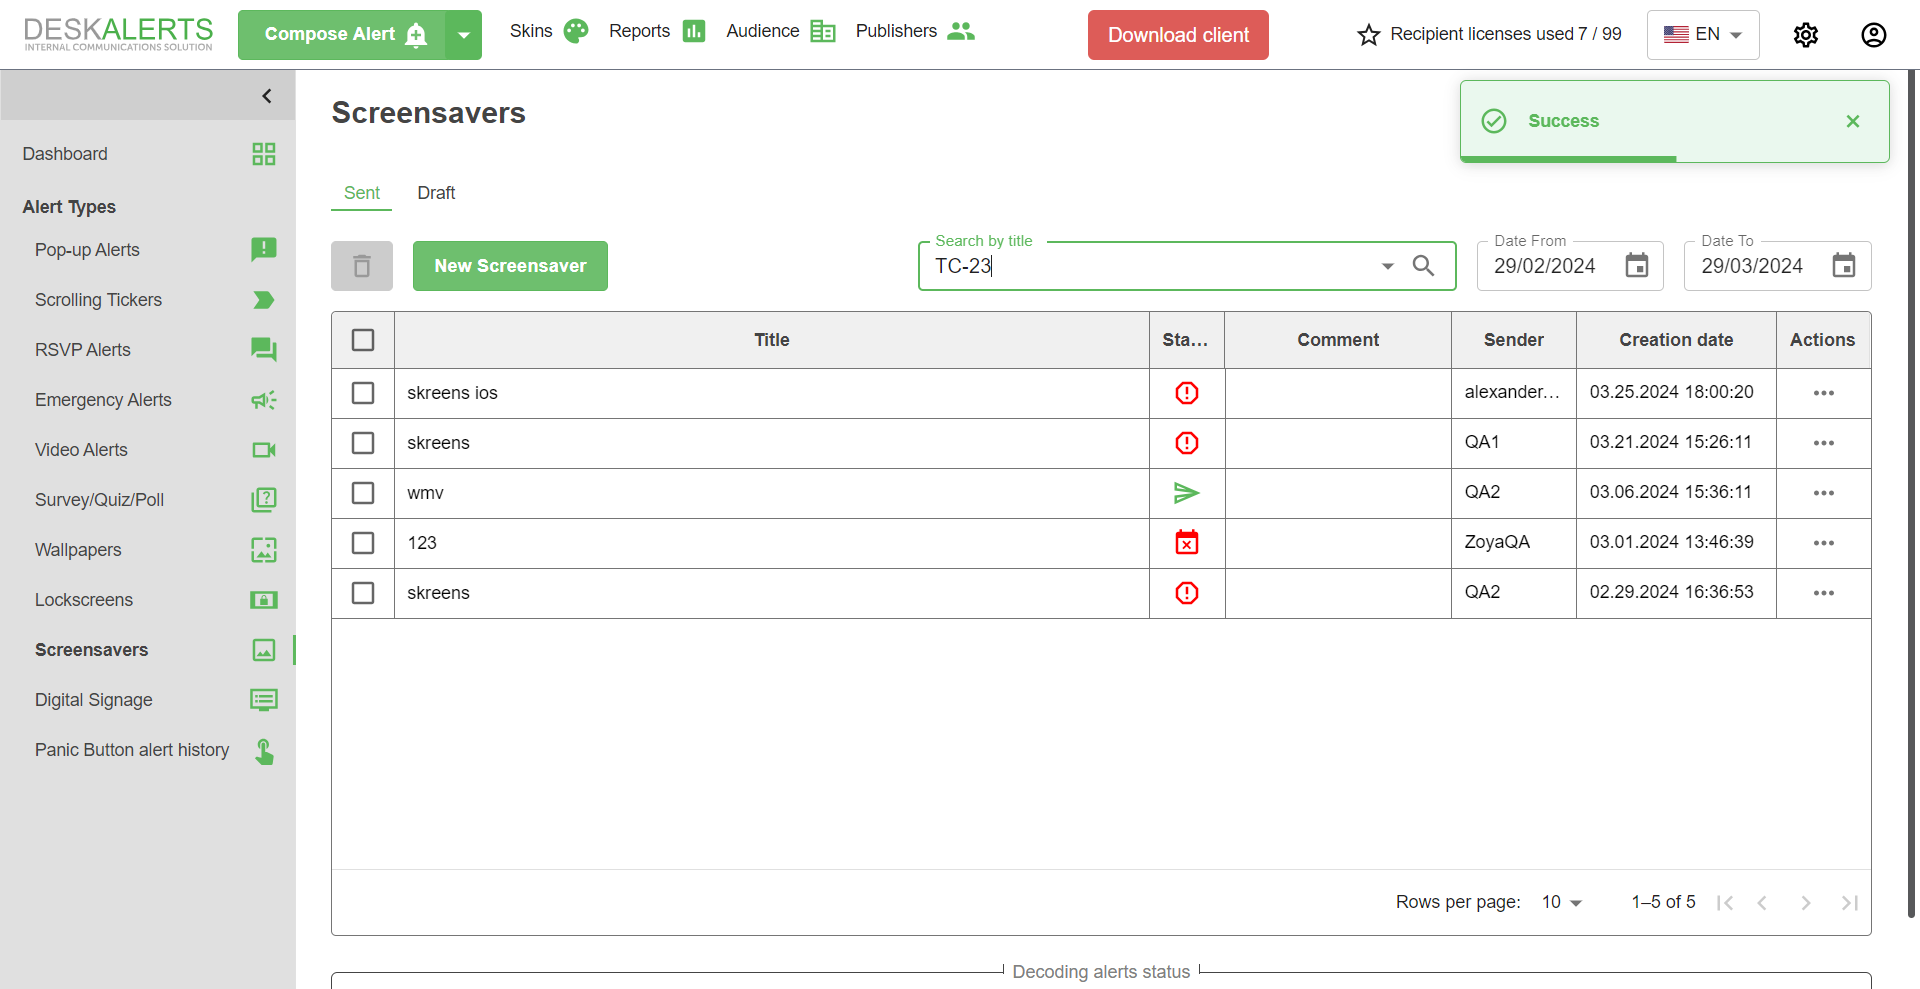 DESKALERTS
INTERNAL COMMUNICATIONS SOLUTION
Compose Alert
Skins
Reports
Audience
Publishers
Download client
Recipient licenses used 7 / 99
EN
Dashboard
Alert Types
Pop-up Alerts
Scrolling Tickers
RSVP Alerts
Emergency Alerts
Video Alerts
Survey/Quiz/Poll
Wallpapers
Lockscreens
Screensavers
Digital Signage
Panic Button alert history
Screensavers
Success
Sent
Draft
New Screensaver
Search by title
TC-23
Date From
29/02/2024
Date To
29/03/2024
Title
Sta...
Comment
Sender
Creation date
Actions
skreens ios
alexander...
03.25.2024 18:00:20
skreens
QA1
03.21.2024 15:26:11
wmv
QA2
03.06.2024 15:36:11
123
ZoyaQA
03.01.2024 13:46:39
skreens
QA2
02.29.2024 16:36:53
Rows per page:
10
1–5 of 5
Decoding alerts status